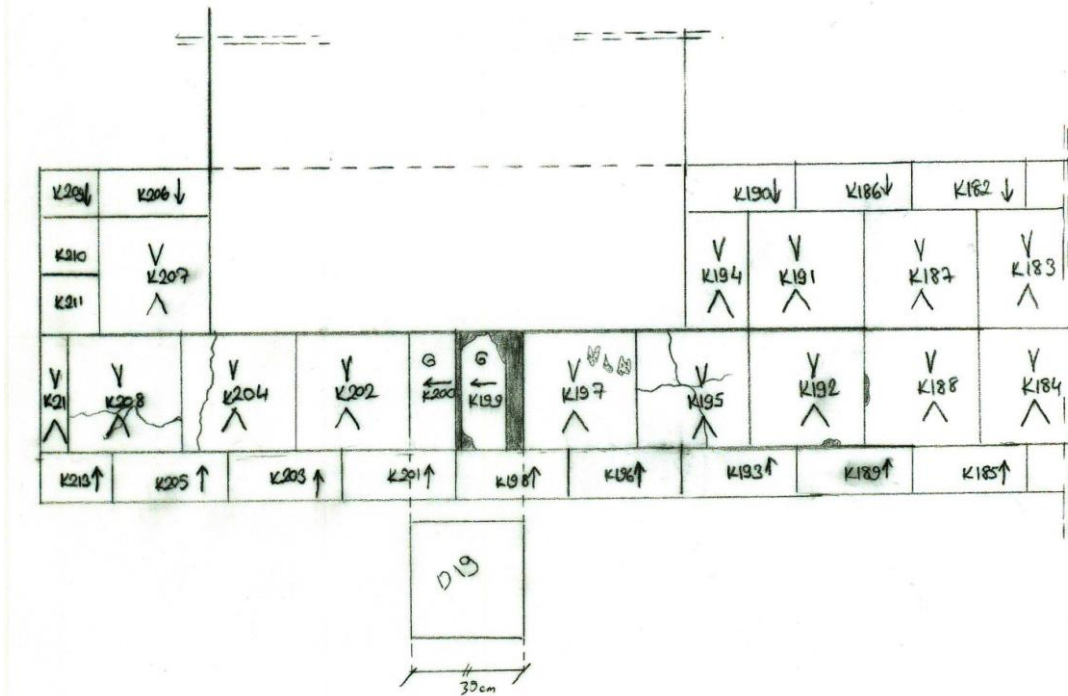 K209↓ K206↓ K190↓ K186↓ K182↓
K210
K207 K194 K191 K187 K183
K211
G G
K21 K208 K204 K202 K200 K199 K197 K195 K192 K188 K184
K213↑ K205↑ K203↑ K201↑ K198↑ K196↑ K193↑ K189↑ K185↑
D19
39cm